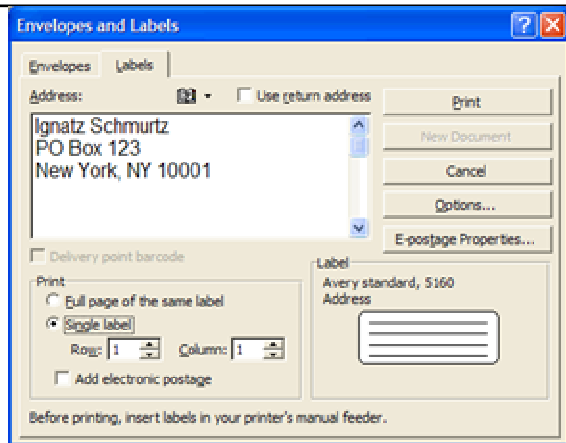 Envelopes and Labels
Envelopes Labels
Address: Use return address
Ignatz Schmurtz
PO Box 123
New York, NY 10001
Print
New Document
Cancel
Options...
E-postage Properties...
Delivery point barcode
Print
Full page of the same label
Single label
Row: 1 Column: 1
Add electronic postage
Label
Avery standard, 5160
Address
Before printing, insert labels in your printer's manual feeder.